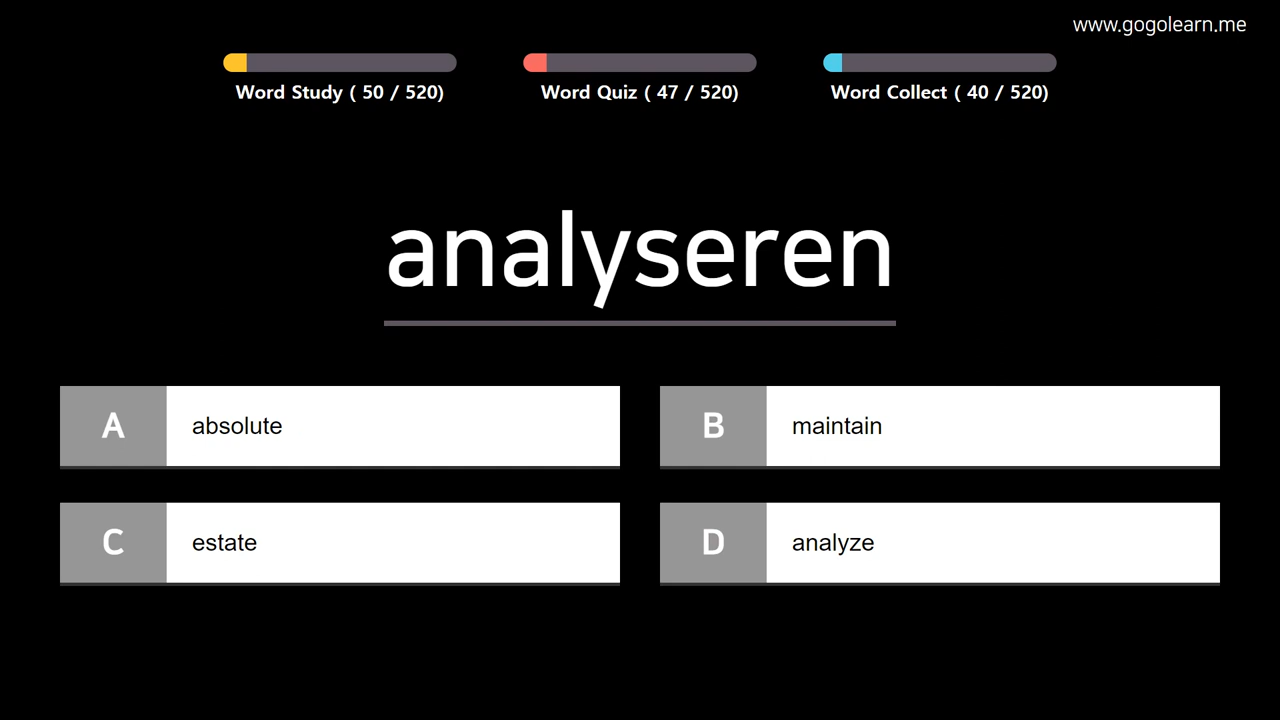 www.gogolearn.me
Word Study ( 50 / 520)
Word Quiz ( 47 / 520)
Word Collect ( 40 / 520)
analyseren
A absolute
B maintain
C estate
D analyze